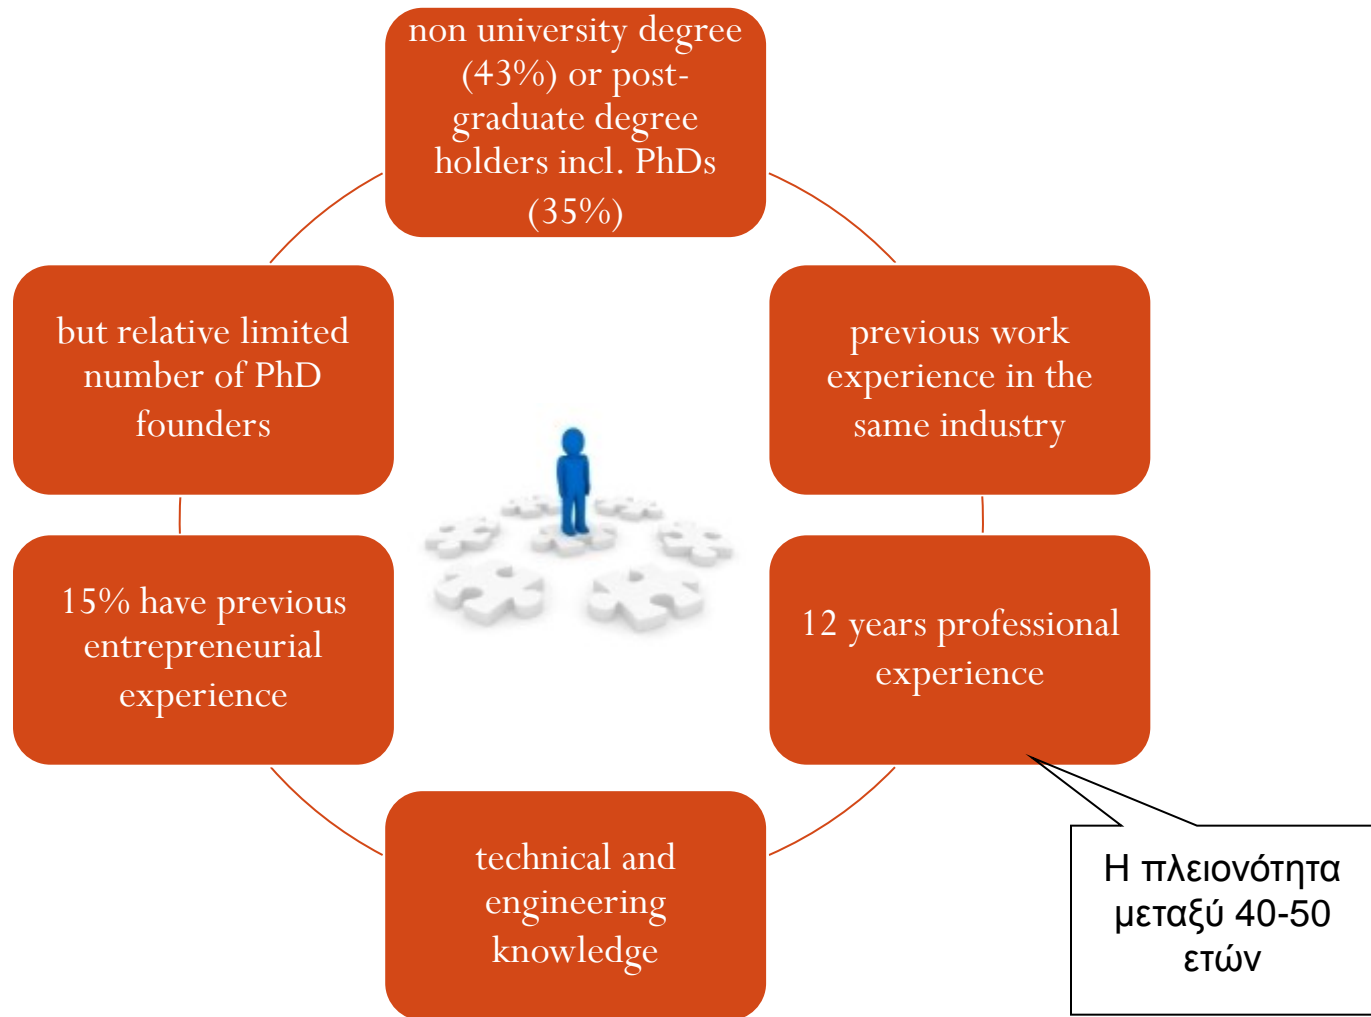 non university degree
(43%) or post-
graduate degree
holders incl. PhDs
(35%)
previous work
experience in the
same industry
12 years professional
experience
Η πλειονότητα
μεταξύ 40-50
ετών
technical and
engineering
knowledge
15% have previous
entrepreneurial
experience
but relative limited
number of PhD
founders